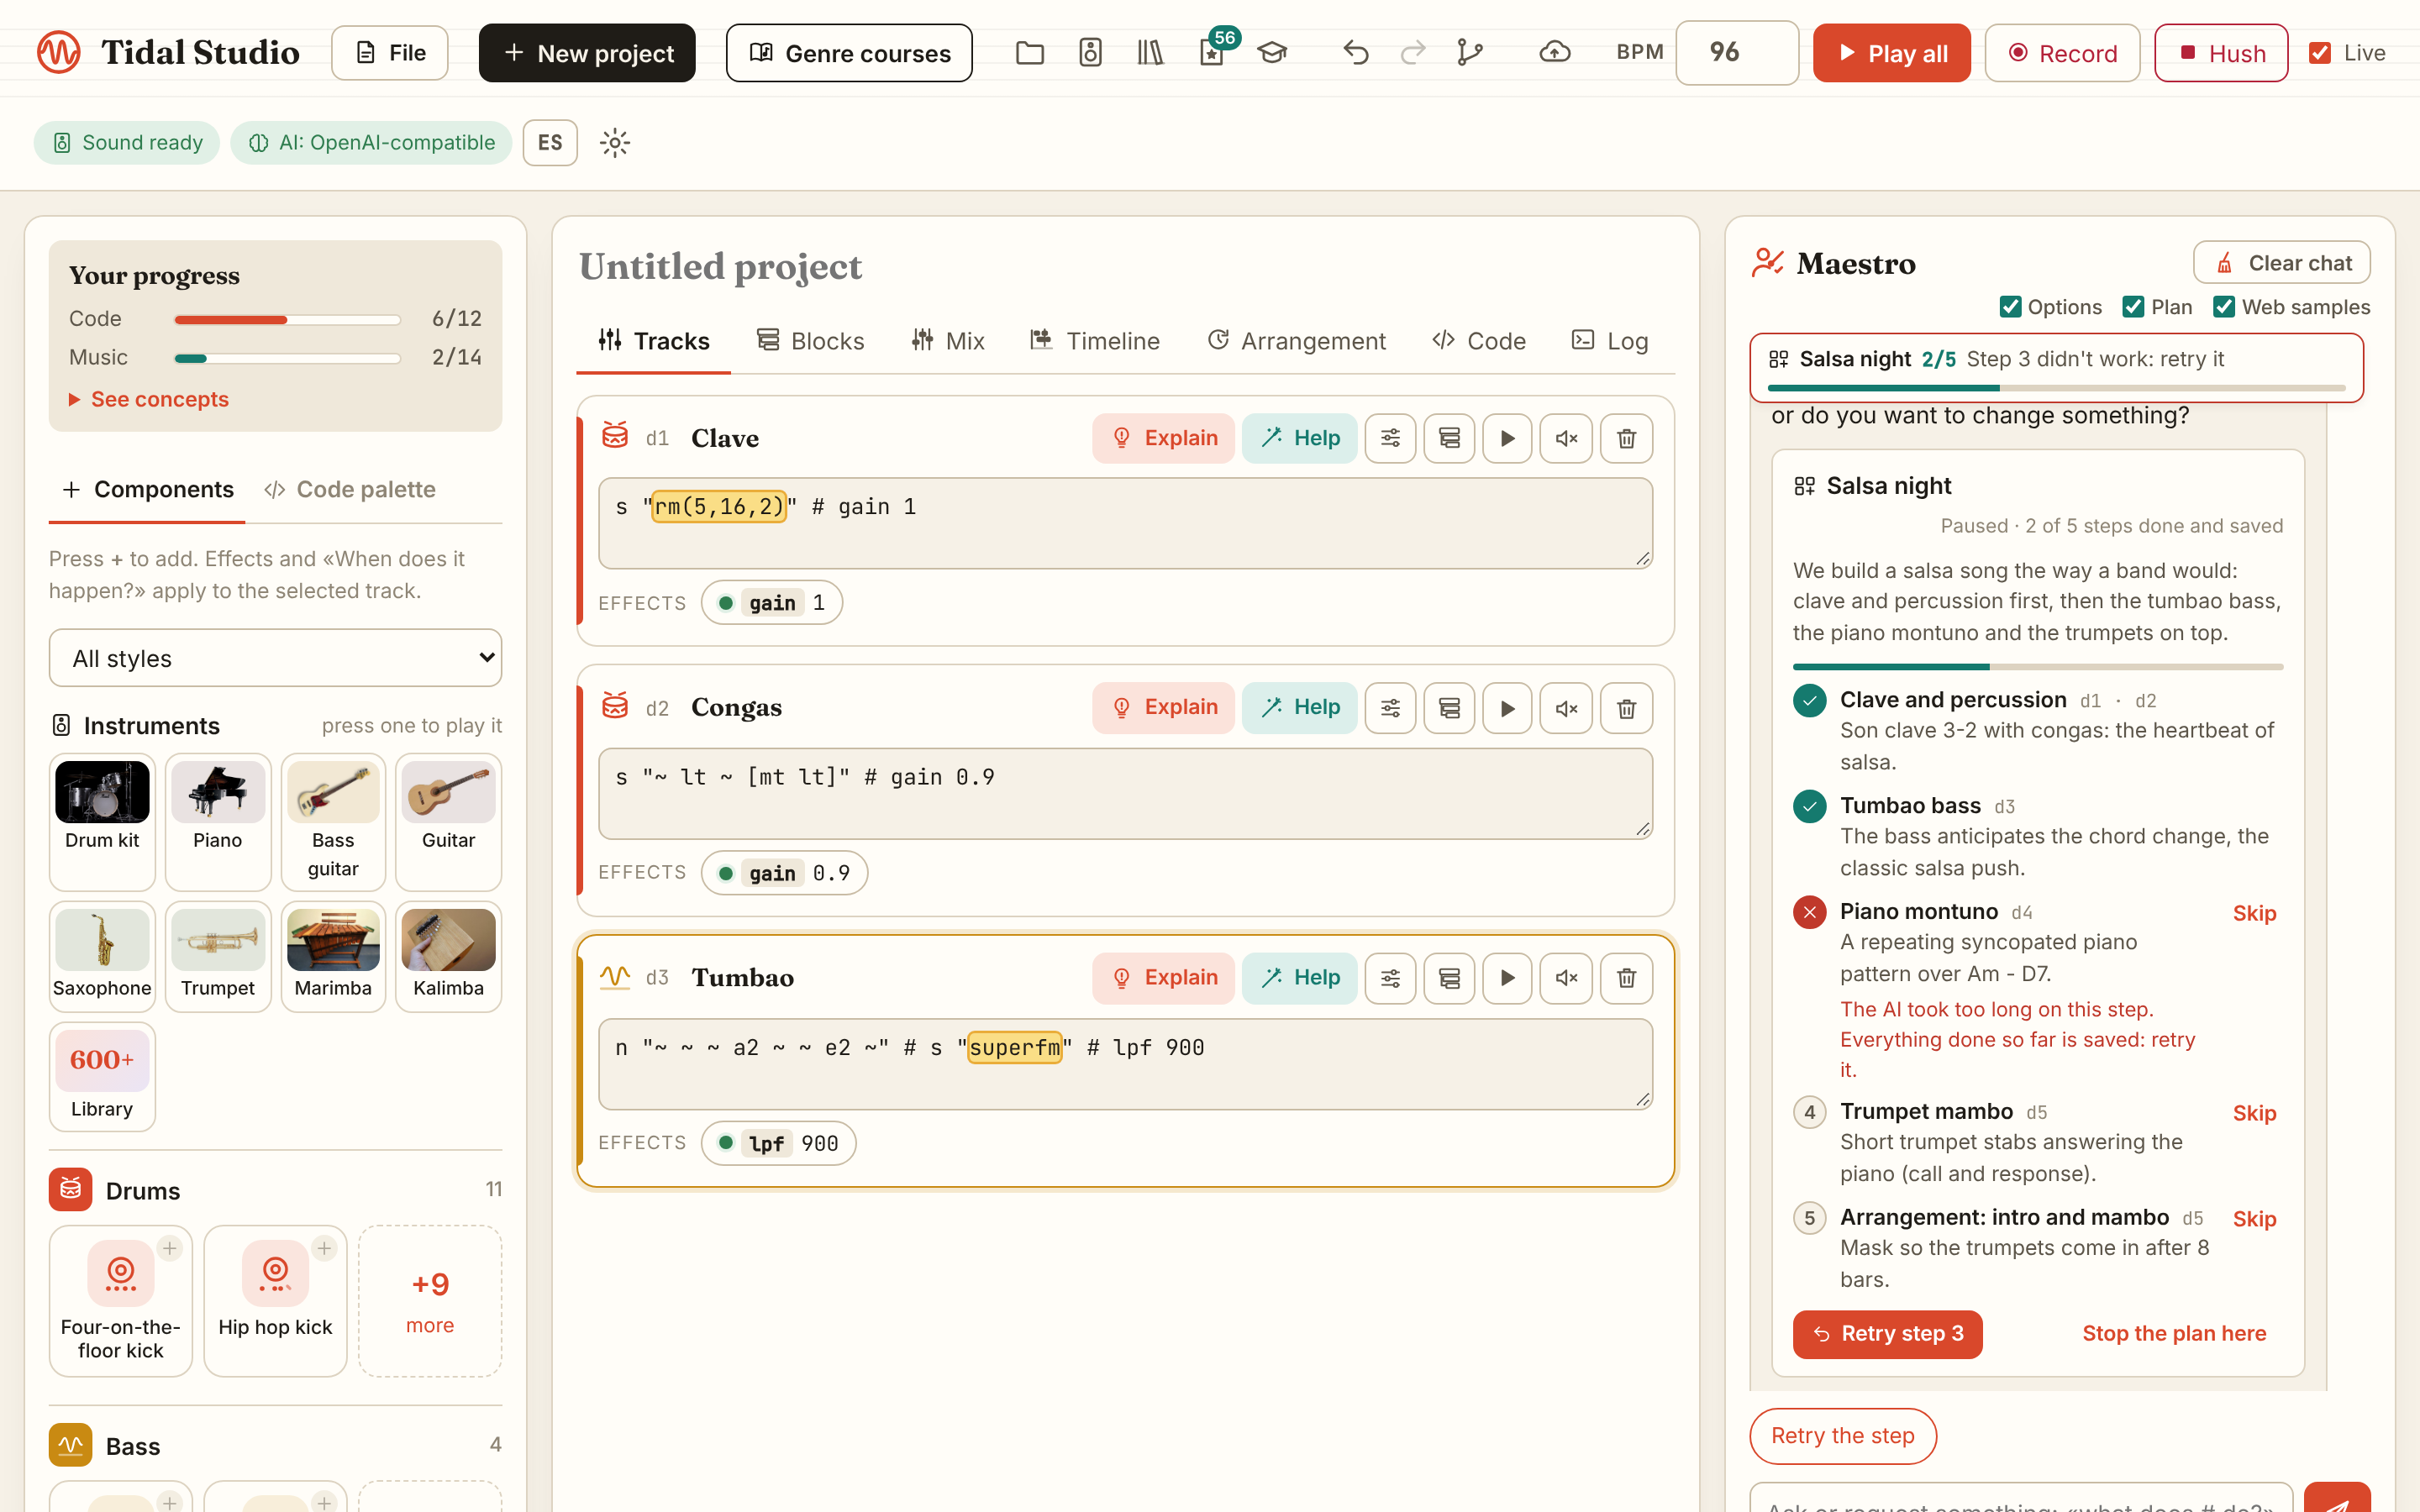 Tidal Studio
File
New project
Genre courses
56
BPM
96
Play all
Record
Hush
Live
Sound ready
AI: OpenAI-compatible
ES
Your progress
Code
6/12
Music
2/14
See concepts
Components
Code palette
Press + to add. Effects and «When does it
happen?» apply to the selected track.
All styles
Instruments
press one to play it
Drum kit
Piano
Bass
guitar
Guitar
Saxophone
Trumpet
Marimba
Kalimba
600+
Library
Drums
11
Four-on-the-
floor kick
Hip hop kick
+9
more
Bass
4
Untitled project
Tracks
Blocks
Mix
Timeline
Arrangement
Code
Log
d1 Clave
Explain
Help
s "rm(5,16,2)" # gain 1
EFFECTS
gain 1
d2 Congas
Explain
Help
s "~ lt ~ [mt lt]" # gain 0.9
EFFECTS
gain 0.9
d3 Tumbao
Explain
Help
n "~ ~ ~ a2 ~ ~ e2 ~" # s "superfm" # lpf 900
EFFECTS
lpf 900
Maestro
Clear chat
Options
Plan
Web samples
Salsa night 2/5 Step 3 didn't work: retry it
or do you want to change something?
Salsa night
Paused · 2 of 5 steps done and saved
We build a salsa song the way a band would:
clave and percussion first, then the tumbao bass,
the piano montuno and the trumpets on top.
Clave and percussion d1 · d2
Son clave 3-2 with congas: the heartbeat of
salsa.
Tumbao bass d3
The bass anticipates the chord change, the
classic salsa push.
Piano montuno d4
Skip
A repeating syncopated piano
pattern over Am - D7.
The AI took too long on this step.
Everything done so far is saved: retry
it.
4
Trumpet mambo d5
Skip
Short trumpet stabs answering the
piano (call and response).
5
Arrangement: intro and mambo d5
Skip
Mask so the trumpets come in after 8
bars.
Retry step 3
Stop the plan here
Retry the step
Ask or request something: «what does # do?»